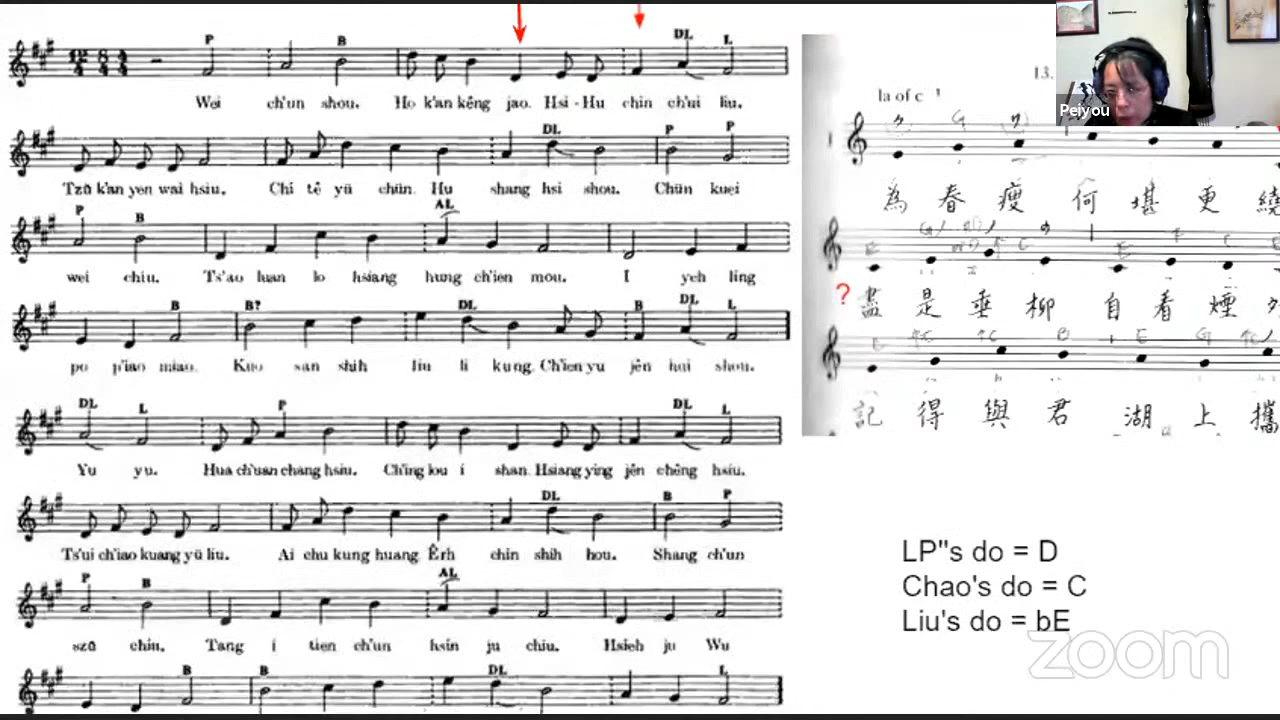 P B DL L
Wei ch'un shou. Ho k'an kêng jao. Hsi-Hu chin ch'ui liu.
DL P P
Tzŭ k'an yen wai hsiu. Chi tê yü chün. Hu shang hsi shou. Chün kuei
P B AL
wei chiu. Ts'ao luan lo hsiang hung ch'ien mou. I yeh ling
B B? DL B DL L
po p'iao miao. Kuo san shih liu li kung. Ch'ien yu jên hui shou.
DL L P DL L
Yu yu. Hua ch'uan chang hsiu. Ch'ing lou i shan. Hsiang ying jên chêng hsiu.
DL B P
Ts'ui ch'iao kuang yü liu. Ai chu kung huang Êrh chin shih hou. Shang ch'un
P B AL
szŭ chiu. Tang i tien ch'un hsin ju chiu. Hsieh ju Wu
B B DL L
13.
la of c
為 春 瘦 何 堪 更 繞
? 盡 是 垂 柳 自 看 煙 外
記 得 與 君 湖 上 攜
Peiyou
LP"s do = D
Chao's do = C
Liu's do = bE
zoom